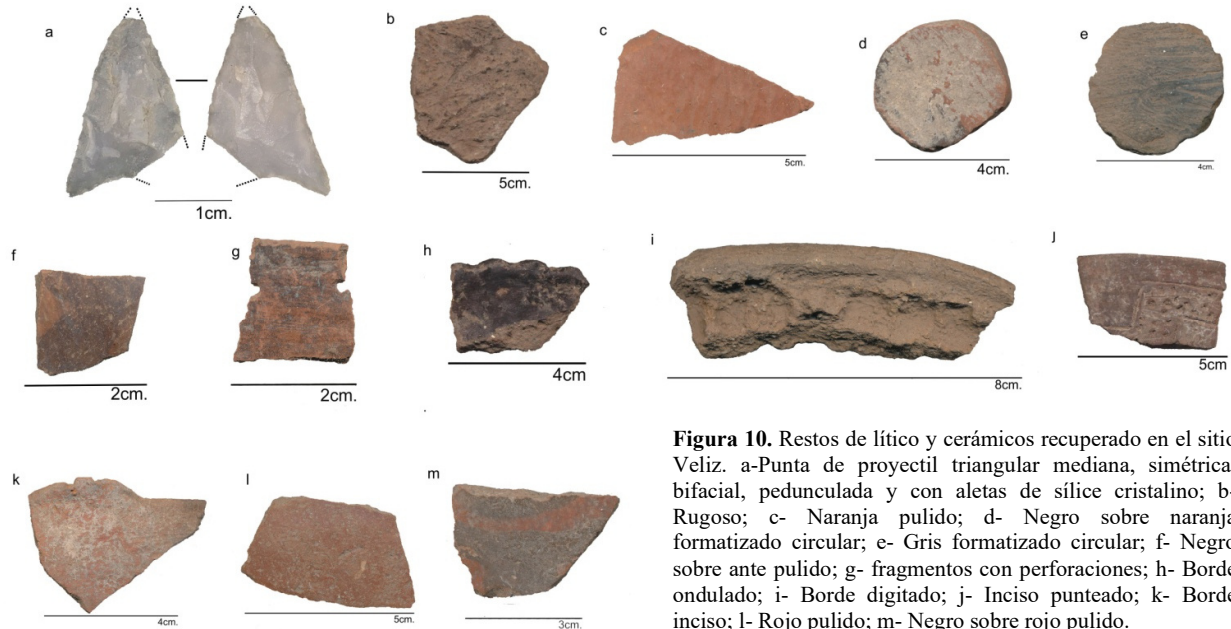 a
b
c
d
e
1cm.
5cm.
5cm.
4cm.
4cm.
f
g
h
i
J
2cm.
2cm.
4cm
8cm.
5cm
k
l
m
4cm.
5cm.
3cm.
Figura 10. Restos de lítico y cerámicos recuperado en el sitio
Veliz. a-Punta de proyectil triangular mediana, simétrica,
bifacial, pedunculada y con aletas de sílice cristalino; b-
Rugoso; c- Naranja pulido; d- Negro sobre naranja
formatizado circular; e- Gris formatizado circular; f- Negro
sobre ante pulido; g- fragmentos con perforaciones; h- Borde
ondulado; i- Borde digitado; j- Inciso punteado; k- Borde
inciso; l- Rojo pulido; m- Negro sobre rojo pulido.